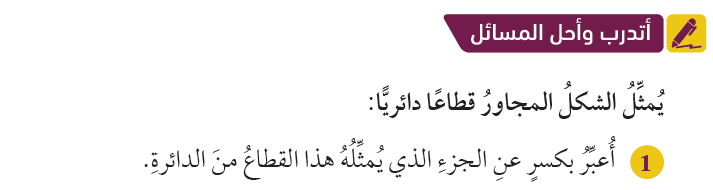 أتدرب وأحل المسائل
يُمثِّلُ الشكلُ المجاورُ قطاعًا دائريًّا:
1 أُعبِّرُ بكسرٍ عنِ الجزءِ الذي يُمثِّلُهُ هذا القطاعُ منَ الدائرةِ.